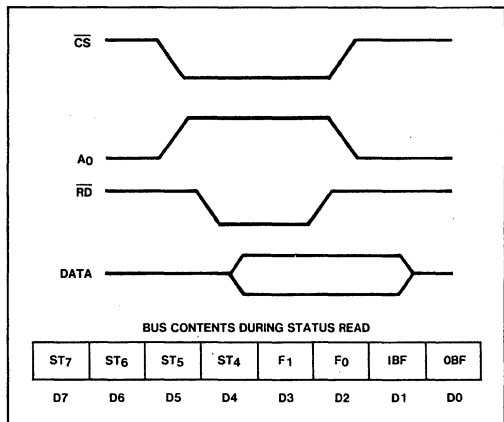 CS
A0
RD
DATA
BUS CONTENTS DURING STATUS READ
ST7 ST6 ST5 ST4 F1 F0 IBF OBF
D7 D6 D5 D4 D3 D2 D1 D0